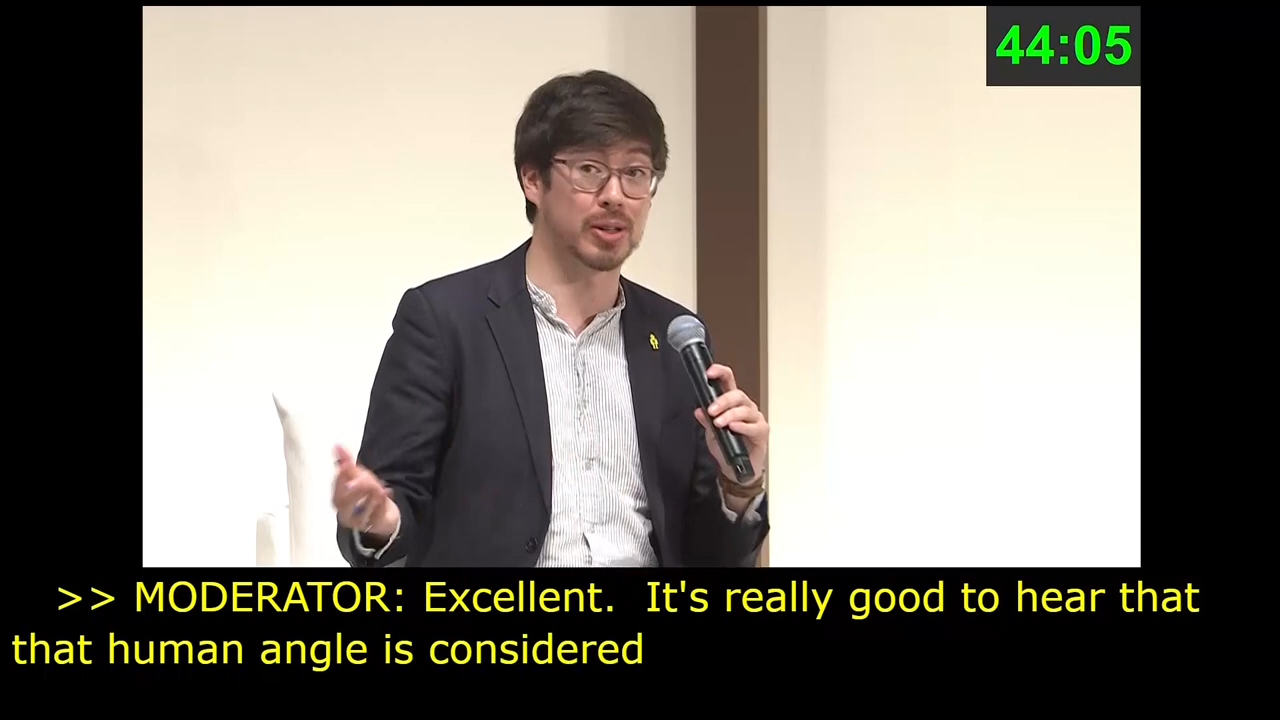 44:05
>> MODERATOR: Excellent.  It's really good to hear that
that human angle is considered